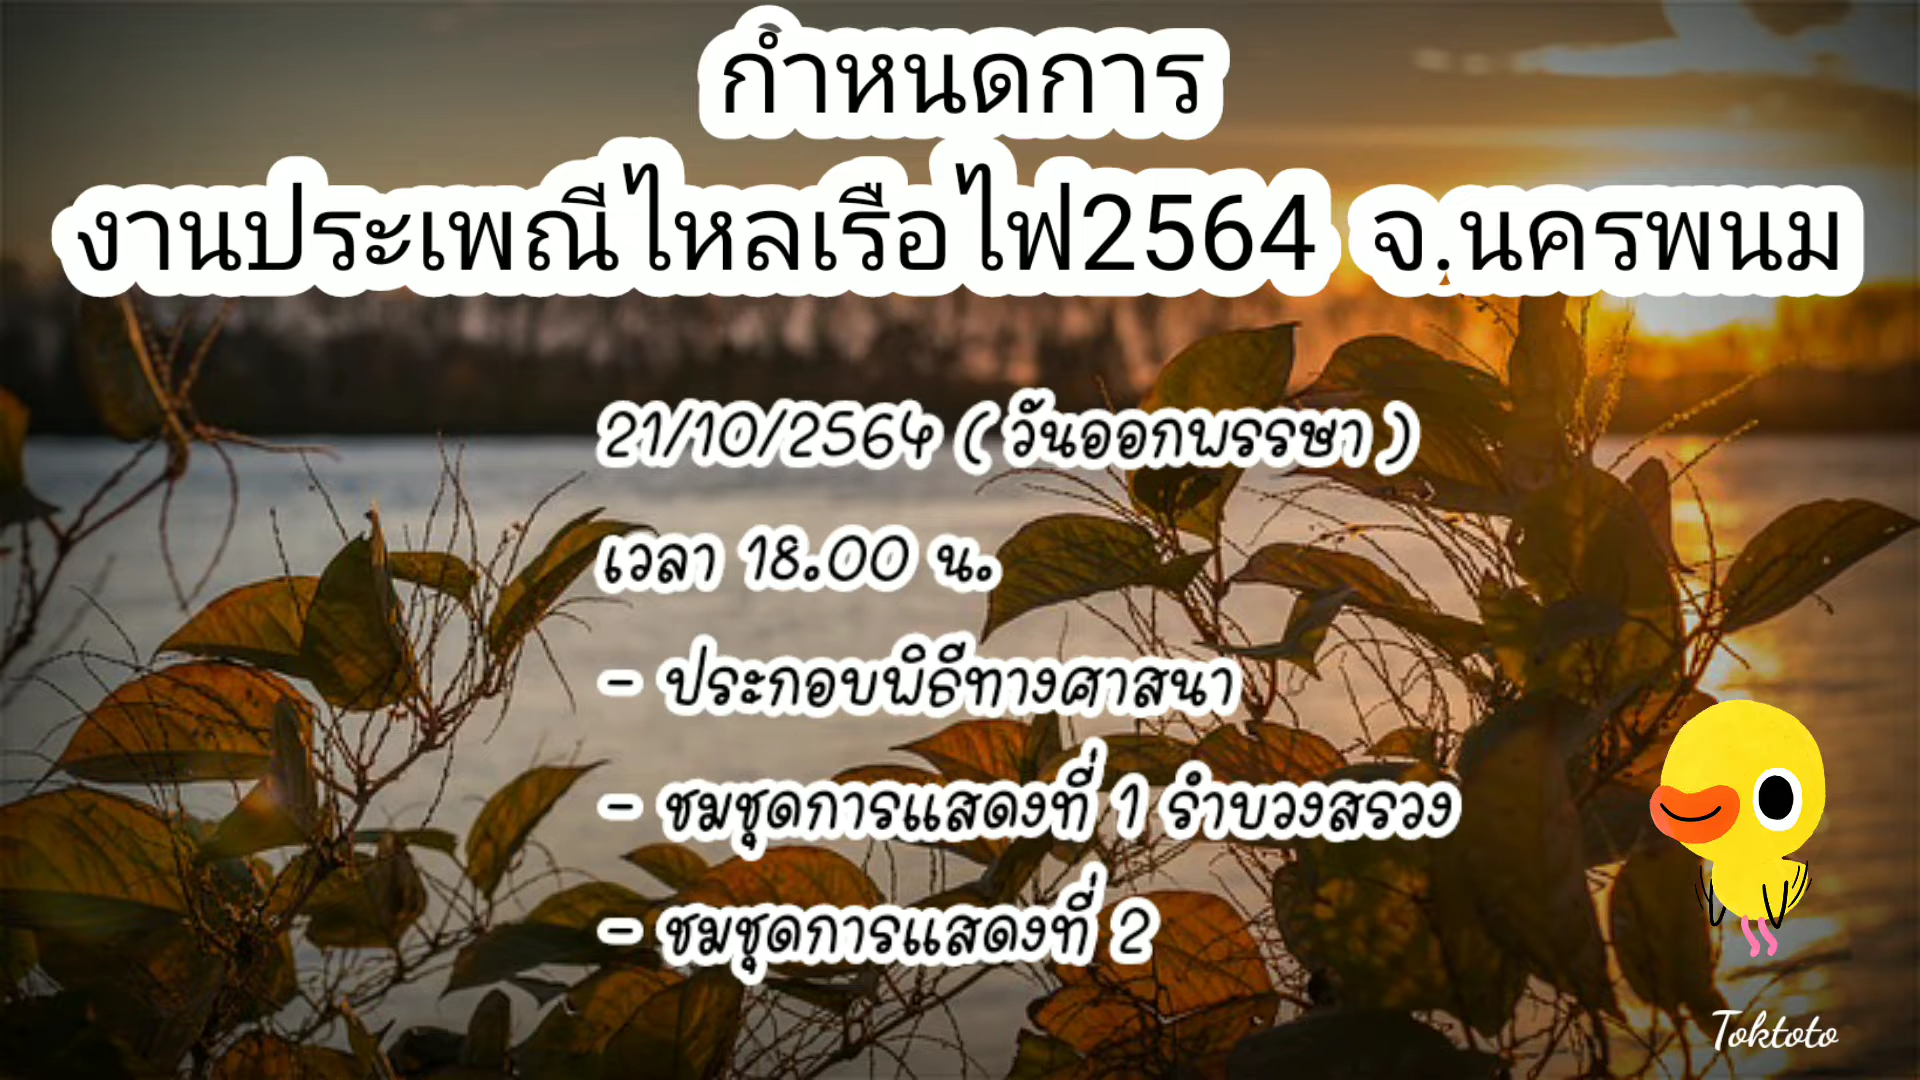 กำหนดการ
งานประเพณีไหลเรือไฟ2564 จ.นครพนม
21/10/2564 ( วันออกพรรษา )
เวลา 18.00 น.
- ประกอบพิธีทางศาสนา
- ชมชุดการแสดงที่ 1 รำบวงสรวง
- ชมชุดการแสดงที่ 2
Toktoto